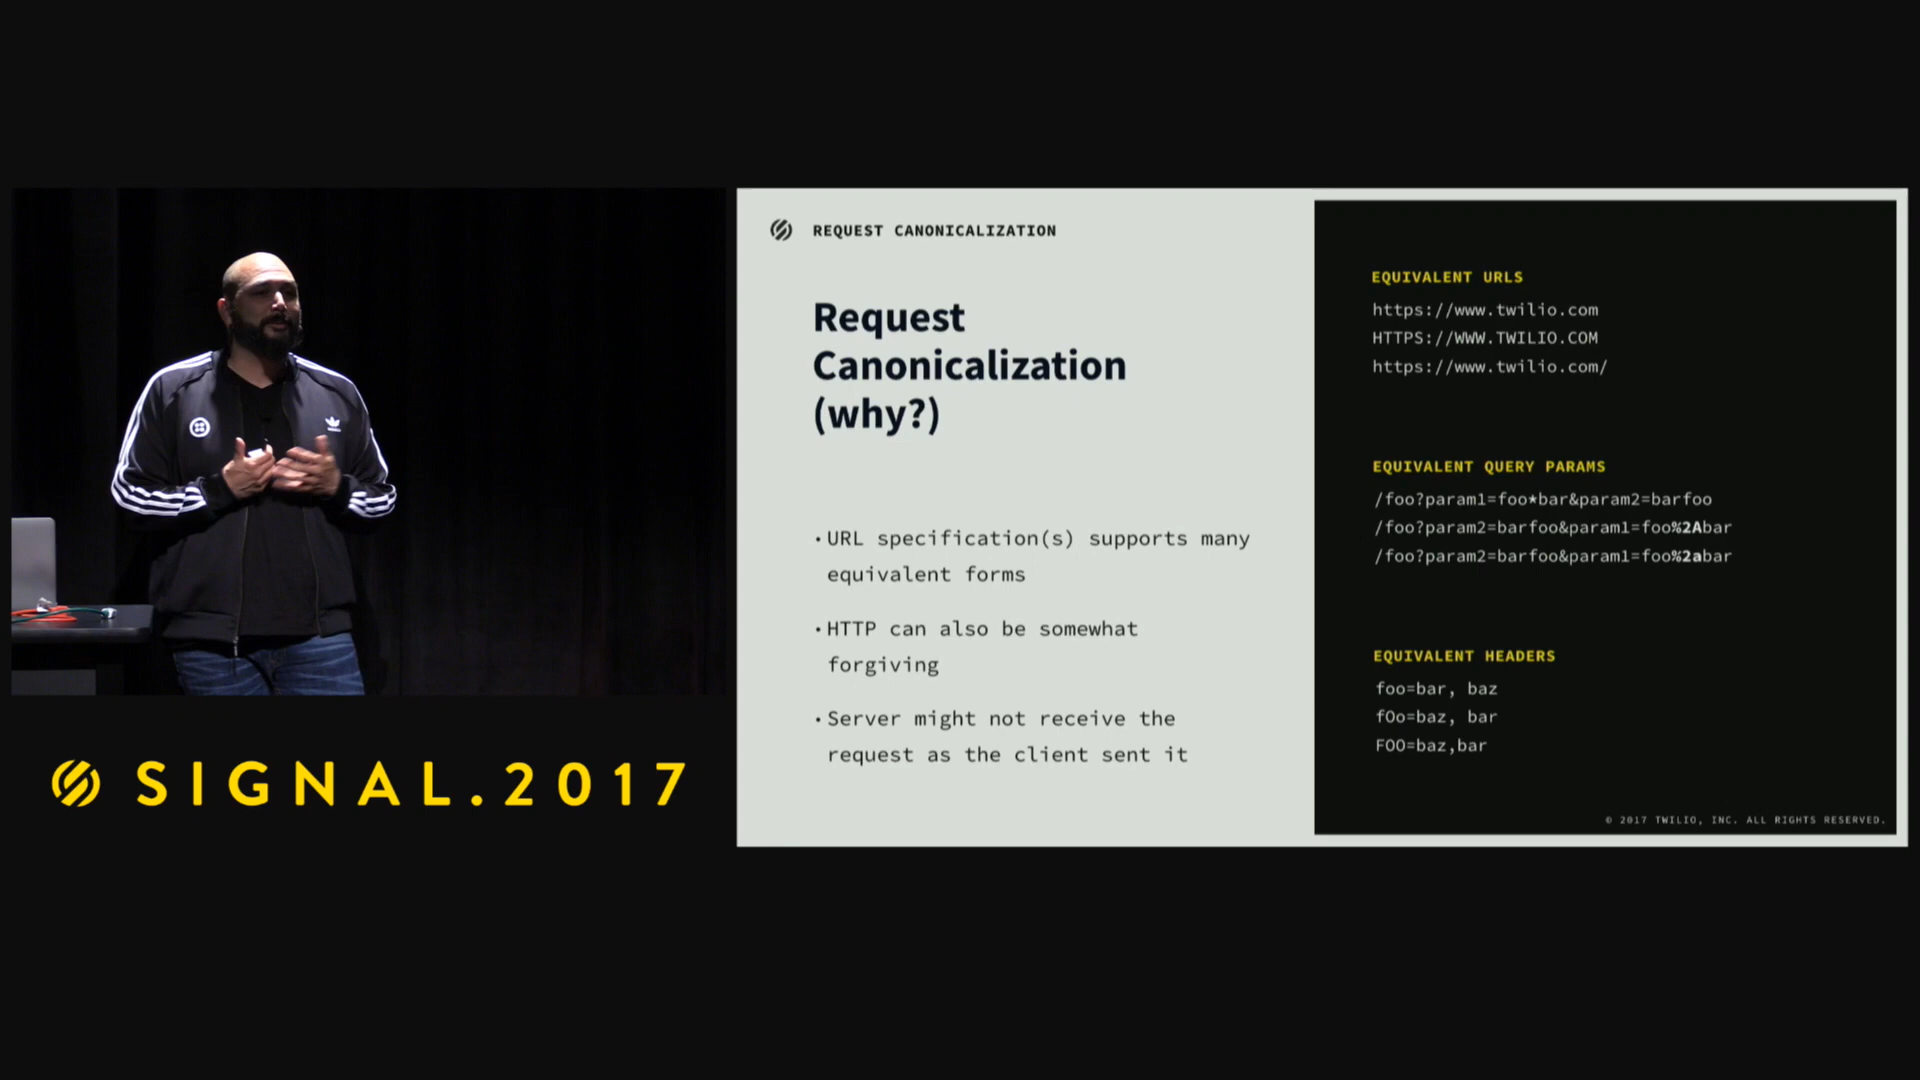 REQUEST CANONICALIZATION
Request
Canonicalization
(why?)
• URL specification(s) supports many
equivalent forms
• HTTP can also be somewhat
forgiving
• Server might not receive the
request as the client sent it
EQUIVALENT URLS
https://www.twilio.com
HTTPS://WWW.TWILIO.COM
https://www.twilio.com/
EQUIVALENT QUERY PARAMS
/foo?param1=foo*bar&param2=barfoo
/foo?param2=barfoo&param1=foo%2Abar
/foo?param2=barfoo&param1=foo%2abar
EQUIVALENT HEADERS
foo=bar, baz
fOo=baz, bar
FOO=baz,bar
© 2017 TWILIO, INC. ALL RIGHTS RESERVED.
SIGNAL.2017